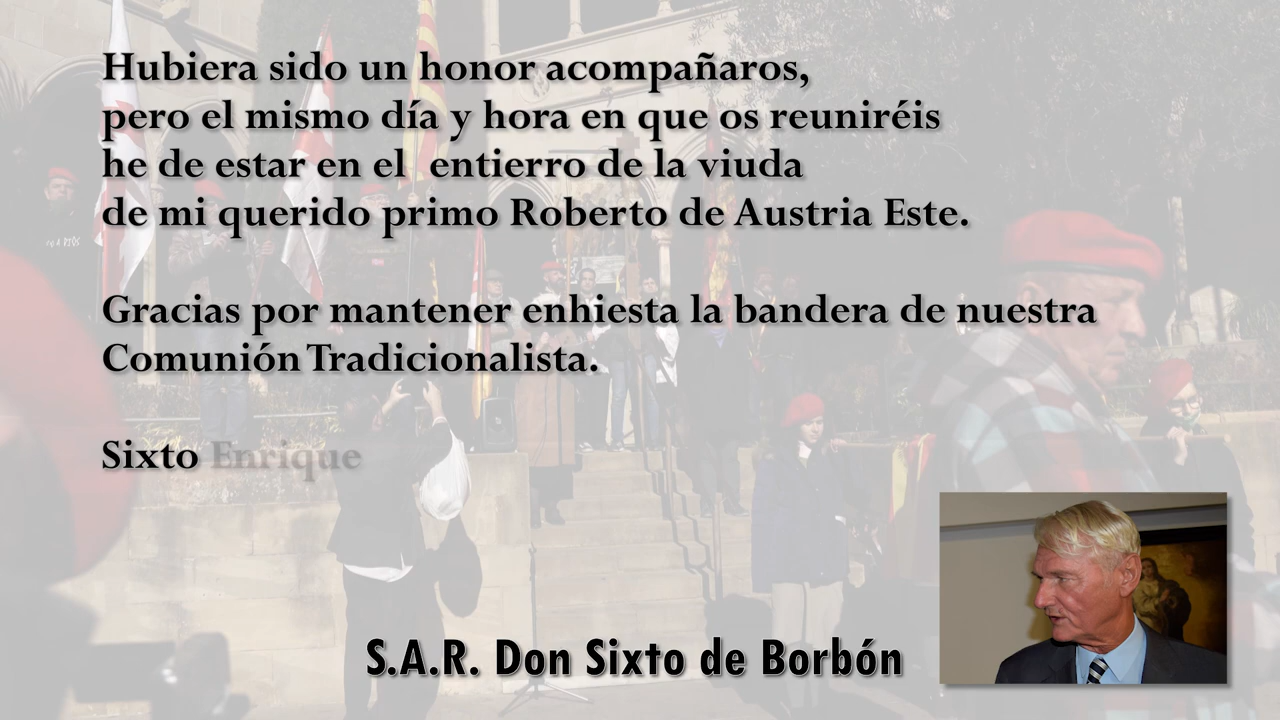 Hubiera sido un honor acompañaros,
pero el mismo día y hora en que os reuniréis
he de estar en el entierro de la viuda
de mi querido primo Roberto de Austria Este.
Gracias por mantener enhiesta la bandera de nuestra
Comunión Tradicionalista.
Sixto Enrique
S.A.R. Don Sixto de Borbón